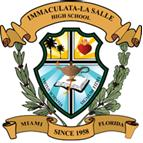 IMMACULATA-LA SALLE
HIGH SCHOOL
MIAMI
FLORIDA
SINCE 1958